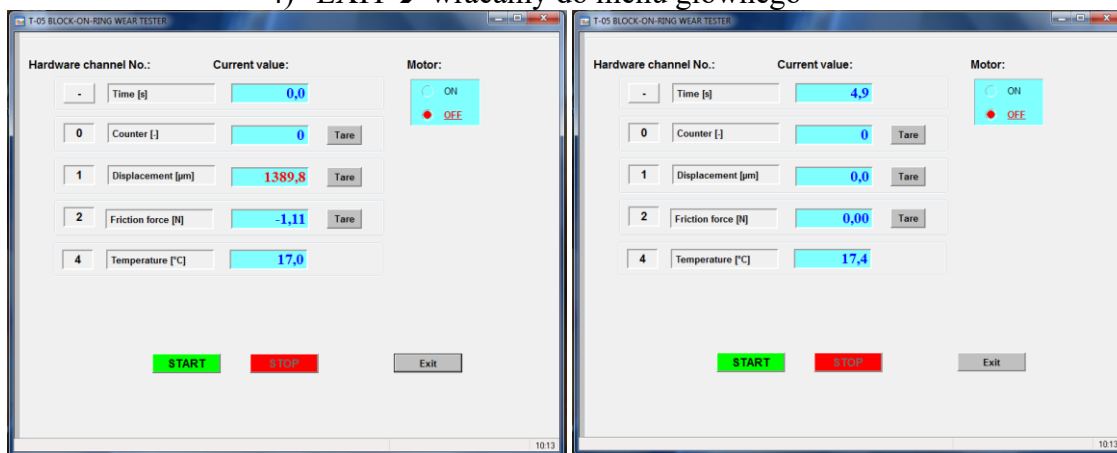 4) "EXIT"→ wracamy do menu głównego
T-05 BLOCK-ON-RING WEAR TESTER
Hardware channel No.: Current value: Motor:
- Time [s] 0,0 ON
OFF
0 Counter [-] 0 Tare
1 Displacement [µm] 1389,8 Tare
2 Friction force [N] -1,11 Tare
4 Temperature [°C] 17,0
START STOP Exit
10:13
T-05 BLOCK-ON-RING WEAR TESTER
Hardware channel No.: Current value: Motor:
- Time [s] 4,9 ON
OFF
0 Counter [-] 0 Tare
1 Displacement [µm] 0,0 Tare
2 Friction force [N] 0,00 Tare
4 Temperature [°C] 17,4
START STOP Exit
10:13